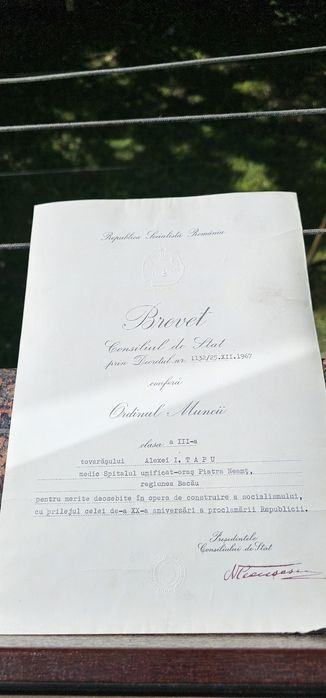 Republica Socialistă România
Brevet
Consiliul de Stat
prin Decretul nr. 1132/25.XII.1967
conferă
Ordinul Muncii
clasa a III-a
tovarăşului Alexei I. TAPU
medic Spitalul unificat-oraş Piatra Neamţ,
regiunea Bacău
pentru merite deosebite în opera de construire a socialismului,
cu prilejul celei de-a XX-a aniversări a proclamării Republicii.
Preşedintele
Consiliului de Stat